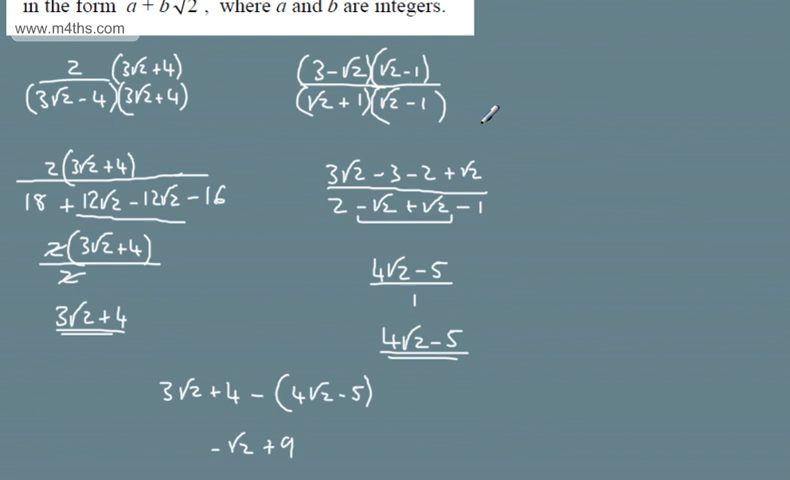 in the form a + b√2 , where a and b are integers.
www.m4ths.com
2 (3√2+4)
(3√2 - 4)(3√2+4)
2(3√2+4)
18 + 12√2 - 12√2 - 16
2(3√2+4)
2
3√2+4
(3-√2)(√2-1)
(√2+1)(√2-1)
3√2 - 3 - 2 + √2
2 - √2 + √2 - 1
4√2 - 5
1
4√2 - 5
3√2 + 4 - (4√2 - 5)
- √2 + 9